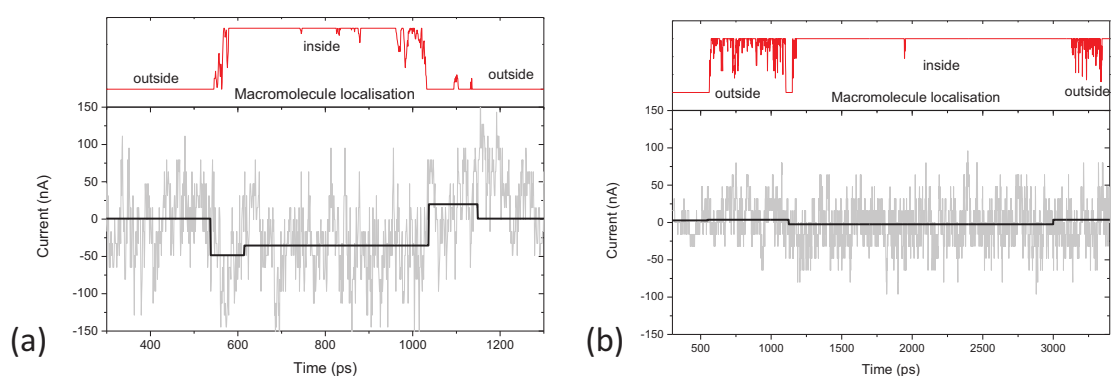 outside
inside
outside
Macromolecule localisation
150
100
50
0
-50
-100
-150
Current (nA)
400
600
800
1000
1200
Time (ps)
(a)
outside
inside
outside
Macromolecule localisation
150
100
50
0
-50
-100
-150
Current (nA)
500
1000
1500
2000
2500
3000
Time (ps)
(b)